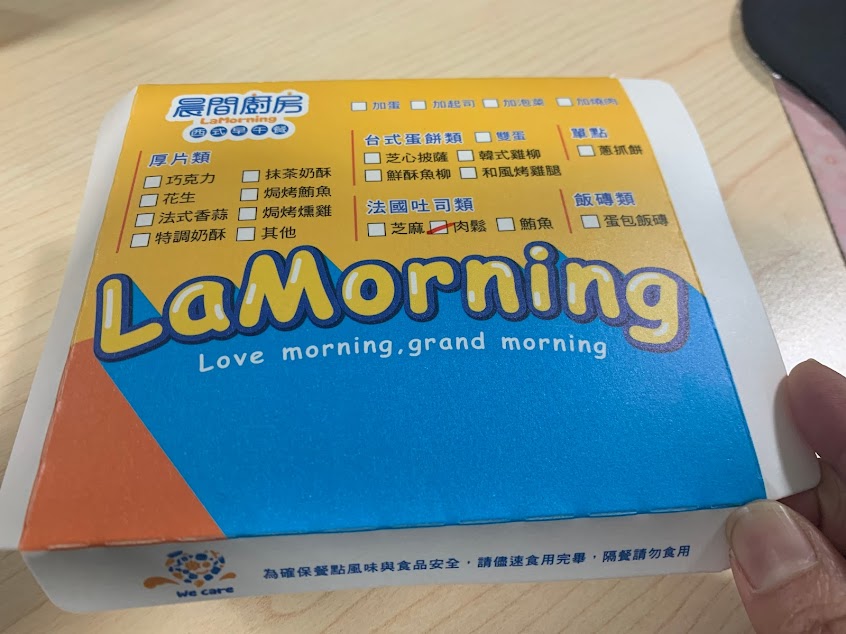 晨間廚房
LaMorning
西式早午餐
加蛋 加起司 加泡菜 加燒肉
厚片類
巧克力 抹茶奶酥
花生 焗烤鮪魚
法式香蒜 焗烤燻雞
特調奶酥 其他
台式蛋餅類 雙蛋
芝心披薩 韓式雞柳
鮮酥魚柳 和風烤雞腿
法國吐司類
芝麻 肉鬆 鮪魚
單點
蔥抓餅
飯磚類
蛋包飯磚
LaMorning
Love morning,grand morning
We care
為確保餐點風味與食品安全，請儘速食用完畢，隔餐請勿食用